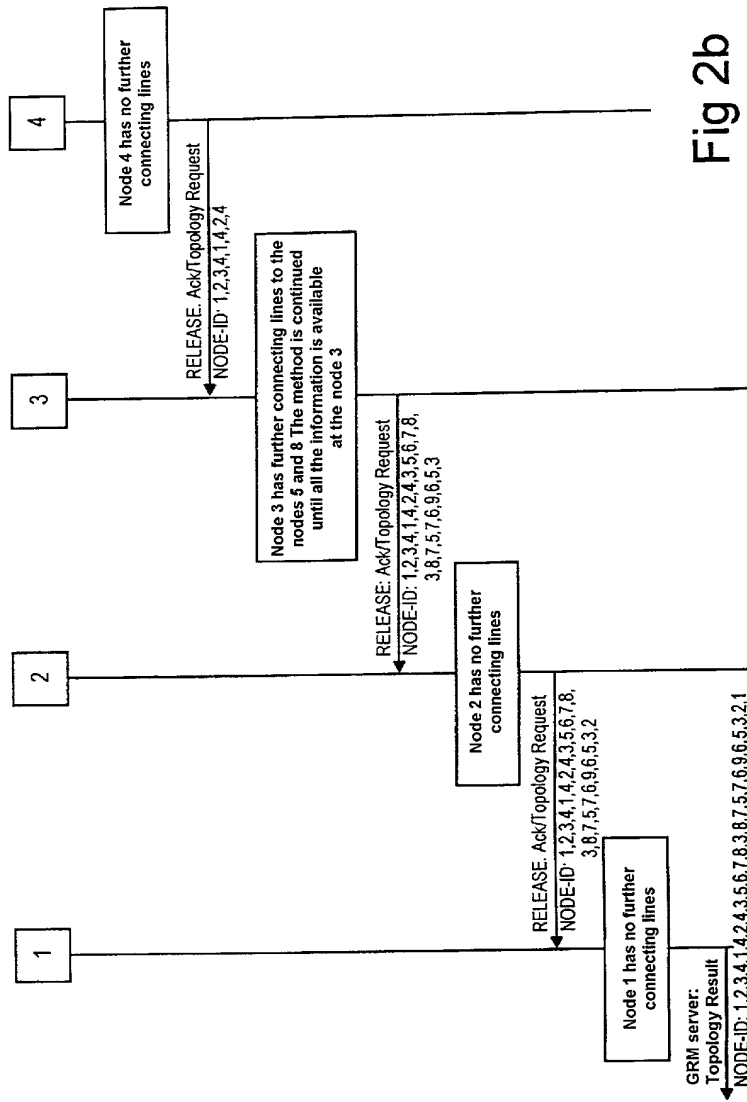 1
2
3
4
Node 4 has no further
connecting lines
RELEASE. Ack/Topology Request
NODE-ID: 1,2,3,4,1,4,2,4
Node 3 has further connecting lines to the
nodes 5 and 8 The method is continued
until all the information is available
at the node 3
RELEASE: Ack/Topology Request
NODE-ID: 1,2,3,4,1,4,2,4,3,5,6,7,8,
3,8,7,5,7,6,9,6,5,3
Node 2 has no further
connecting lines
RELEASE. Ack/Topology Request
NODE-ID: 1,2,3,4,1,4,2,4,3,5,6,7,8,
3,8,7,5,7,6,9,6,5,3,2
Node 1 has no further
connecting lines
GRM server:
Topology Result
NODE-ID: 1,2,3,4,1,4,2,4,3,5,6,7,8,3,8,7,5,7,6,9,6,5,3,2,1
Fig 2b